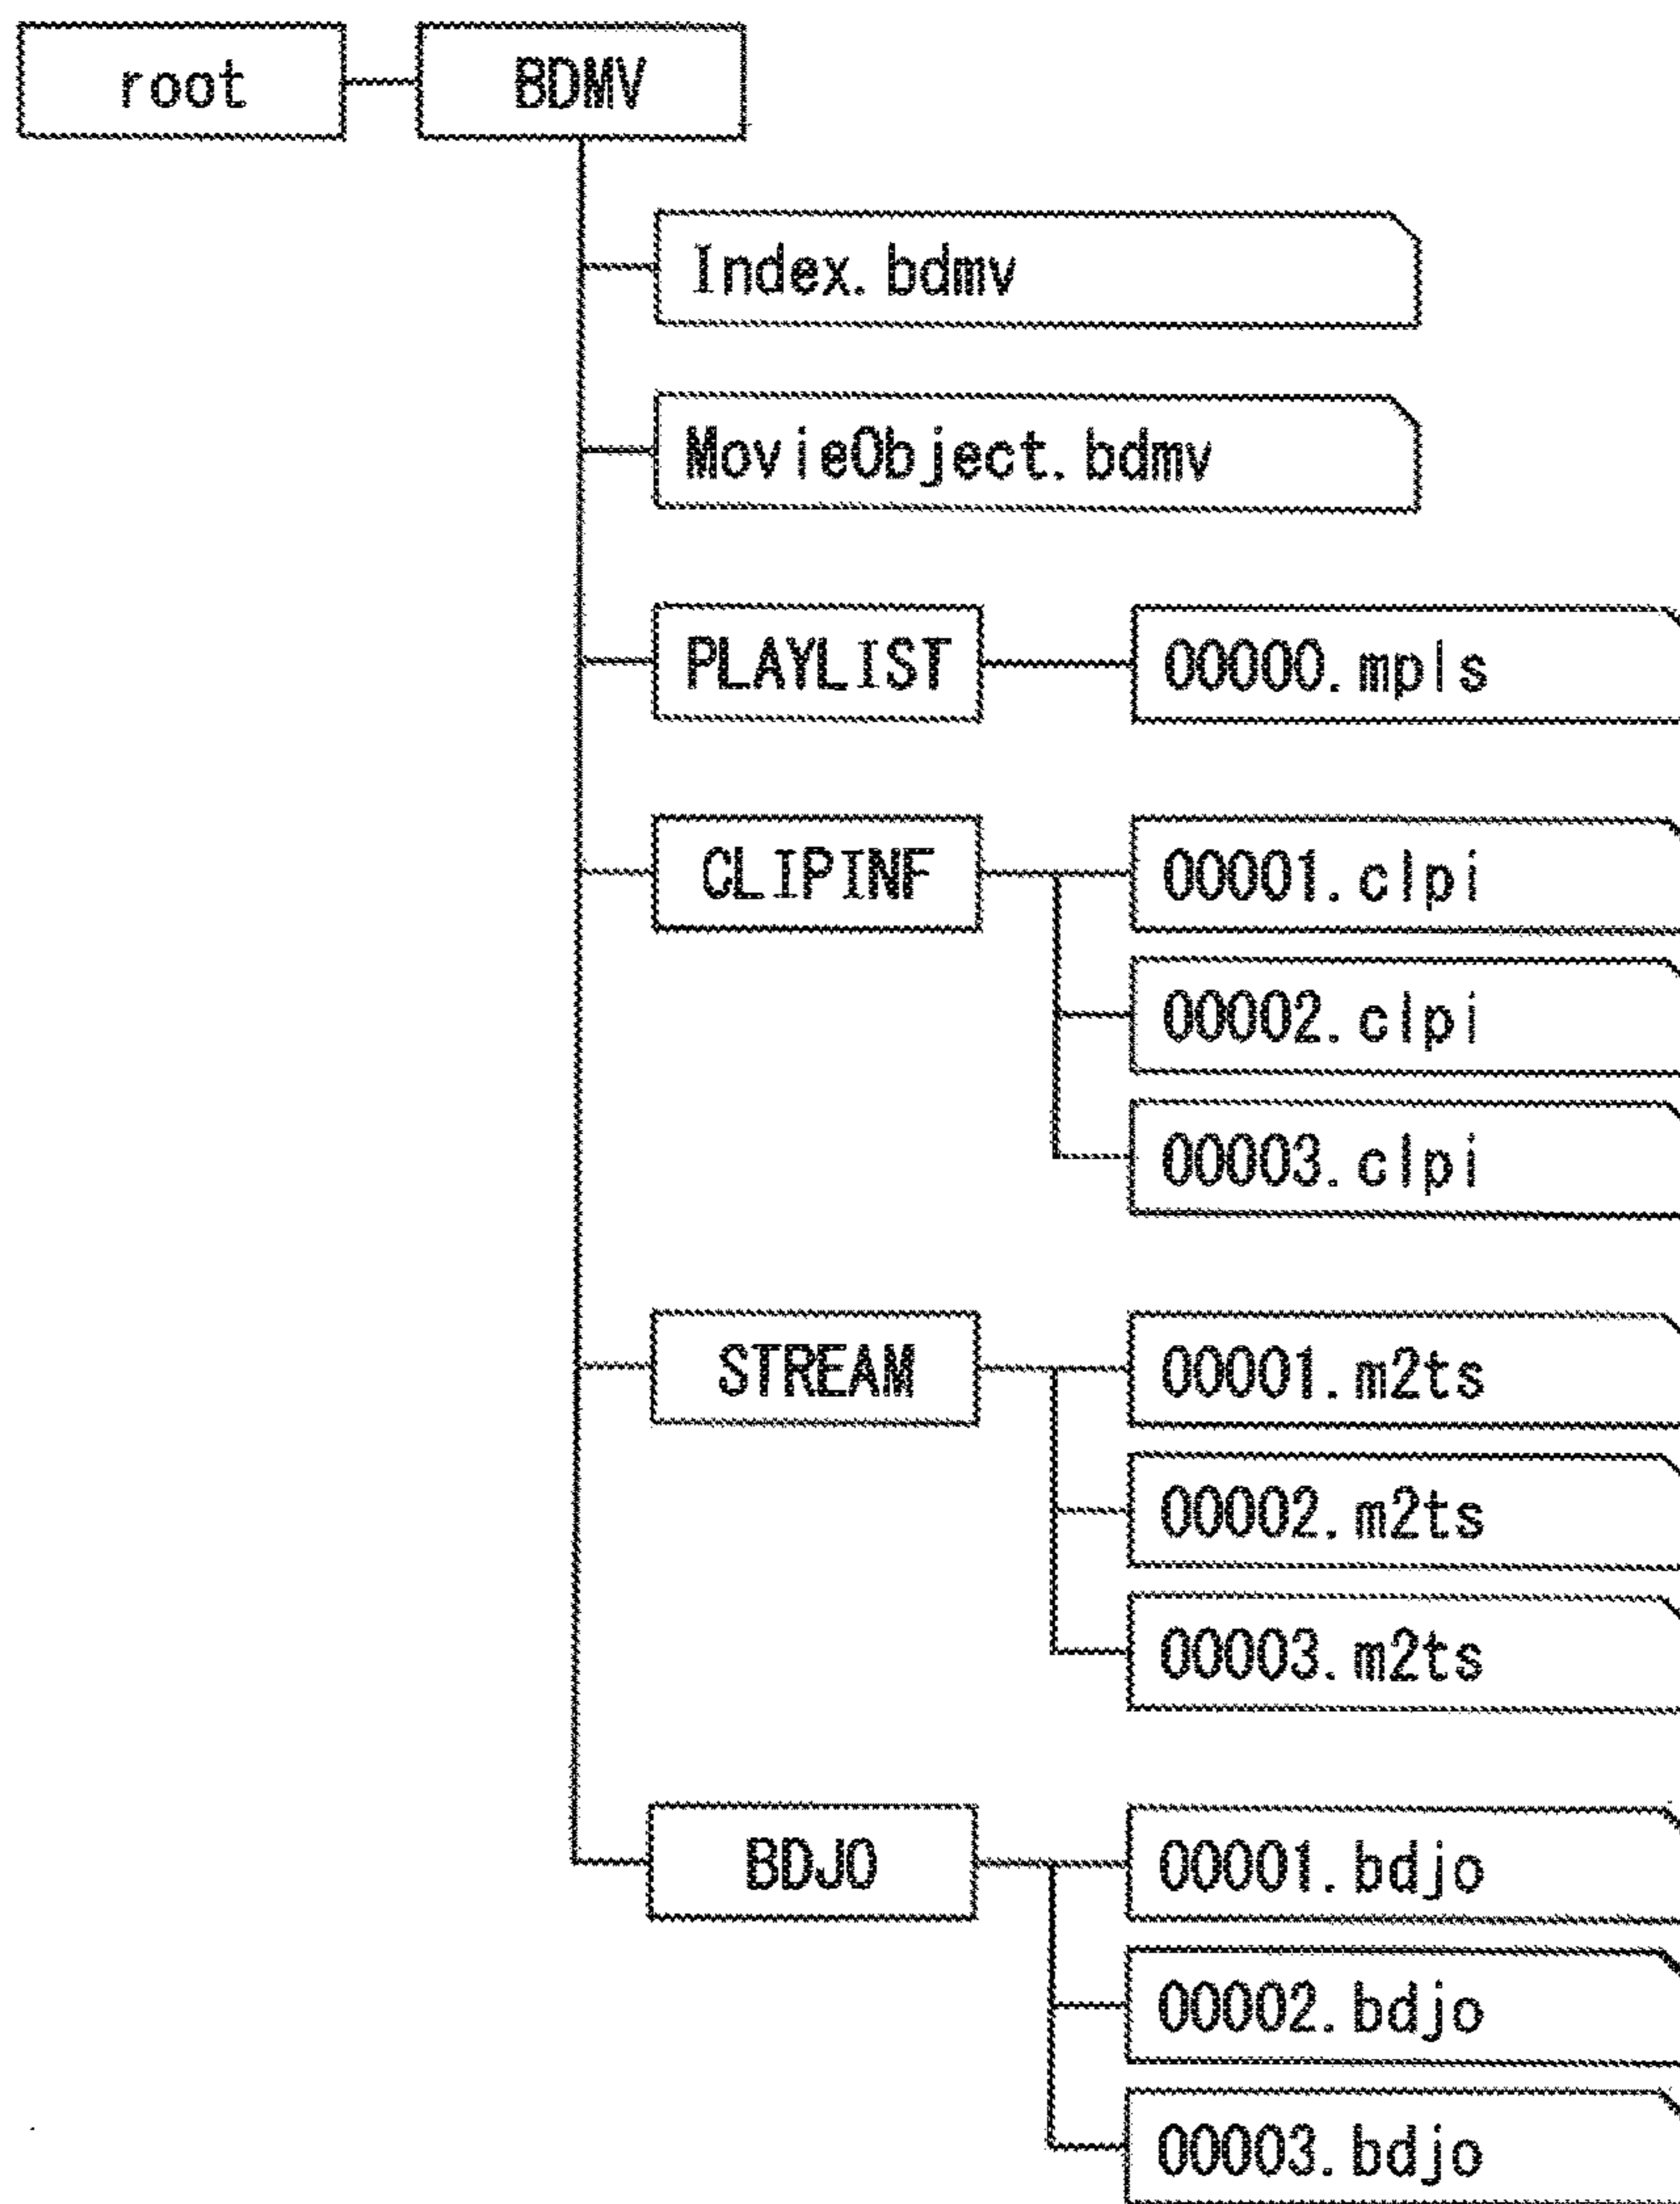 root
BDMV
Index.bdmv
MovieObject.bdmv
PLAYLIST
00000.mpls
CLIPINF
00001.clpi
00002.clpi
00003.clpi
STREAM
00001.m2ts
00002.m2ts
00003.m2ts
BDJO
00001.bdjo
00002.bdjo
00003.bdjo